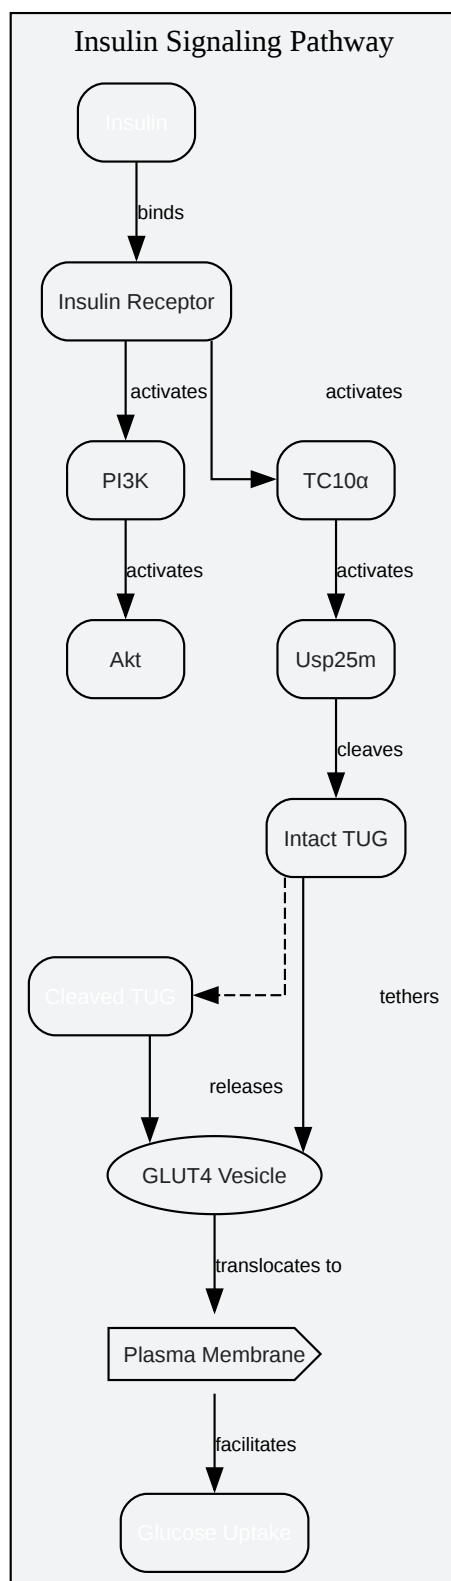 Insulin Signaling Pathway
Insulin
binds
Insulin Receptor
activates
activates
PI3K
TC10α
activates
activates
Akt
Usp25m
cleaves
Intact TUG
Cleaved TUG
tethers
releases
GLUT4 Vesicle
translocates to
Plasma Membrane
facilitates
Glucose Uptake